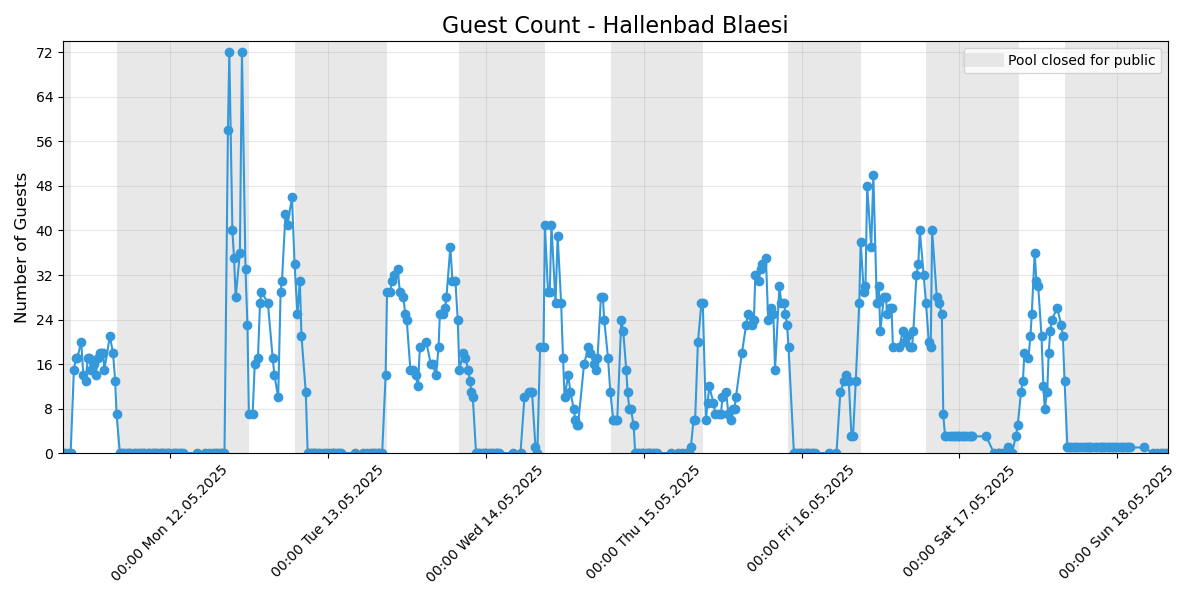 Guest Count - Hallenbad Blaesi
Pool closed for public
Number of Guests
72
64
56
48
40
32
24
16
8
0
00:00 Mon 12.05.2025
00:00 Tue 13.05.2025
00:00 Wed 14.05.2025
00:00 Thu 15.05.2025
00:00 Fri 16.05.2025
00:00 Sat 17.05.2025
00:00 Sun 18.05.2025